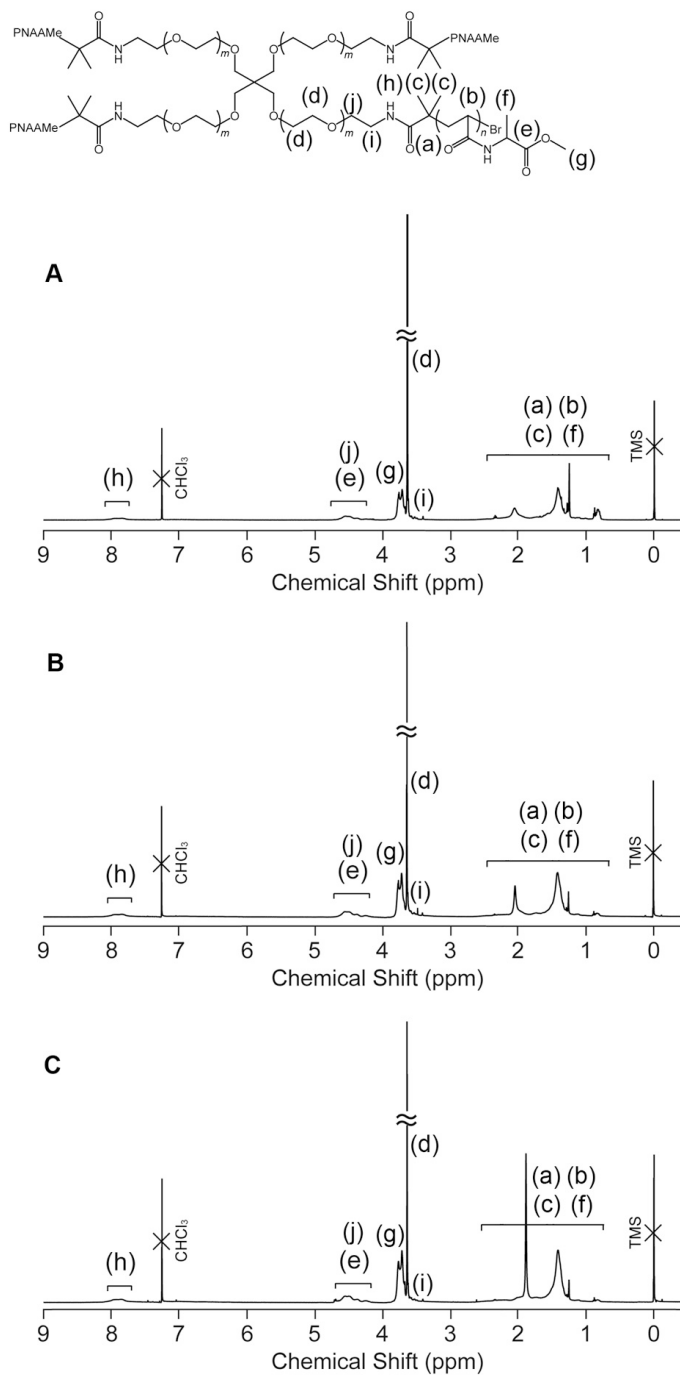 PNAAMe O N H O O m O O O m O N H O PNAAMe
(h) (c) (c) (b)
PNAAMe O N H O O m O O (d) O (j) m N H (f)
(d) (i) O (a) n Br O N H (e) O O (g)
A
(d)
(a) (b)
(j) (c) (f)
(h) CHCl₃ (e) (g) (i) TMS
9 8 7 6 5 4 3 2 1 0
Chemical Shift (ppm)
B
(d)
(a) (b)
(j) (g) (c) (f)
(h) CHCl₃ (e) (i) TMS
9 8 7 6 5 4 3 2 1 0
Chemical Shift (ppm)
C
(d)
(a) (b)
(j) (g) (c) (f)
(h) CHCl₃ (e) (i) TMS
9 8 7 6 5 4 3 2 1 0
Chemical Shift (ppm)